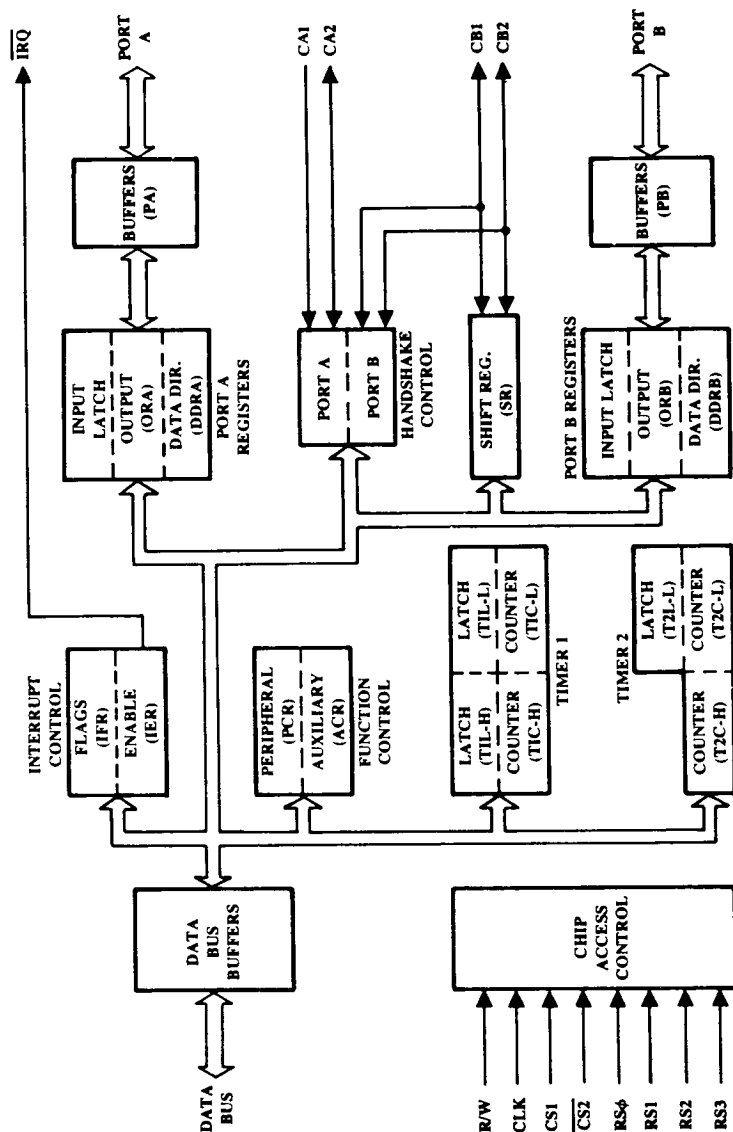 IRQ
PORT
A
CA1
CA2
CB1
CB2
PORT
B
BUFFERS
(PA)
BUFFERS
(PB)
INPUT
LATCH
OUTPUT
(ORA)
DATA DIR.
(DDRA)
PORT A
REGISTERS
PORT A
PORT B
HANDSHAKE
CONTROL
SHIFT REG.
(SR)
PORT B REGISTERS
INPUT LATCH
OUTPUT
(ORB)
DATA DIR.
(DDRB)
INTERRUPT
CONTROL
FLAGS
(IFR)
ENABLE
(IER)
PERIPHERAL
(PCR)
AUXILIARY
(ACR)
FUNCTION
CONTROL
LATCH
(TIL-H)
LATCH
(TIL-L)
COUNTER
(TIC-H)
COUNTER
(TIC-L)
TIMER 1
TIMER 2
LATCH
(T2L-L)
COUNTER
(T2C-H)
COUNTER
(T2C-L)
DATA
BUS
BUFFERS
CHIP
ACCESS
CONTROL
DATA
BUS
R/W
CLK
CS1
CS2
RSϕ
RS1
RS2
RS3